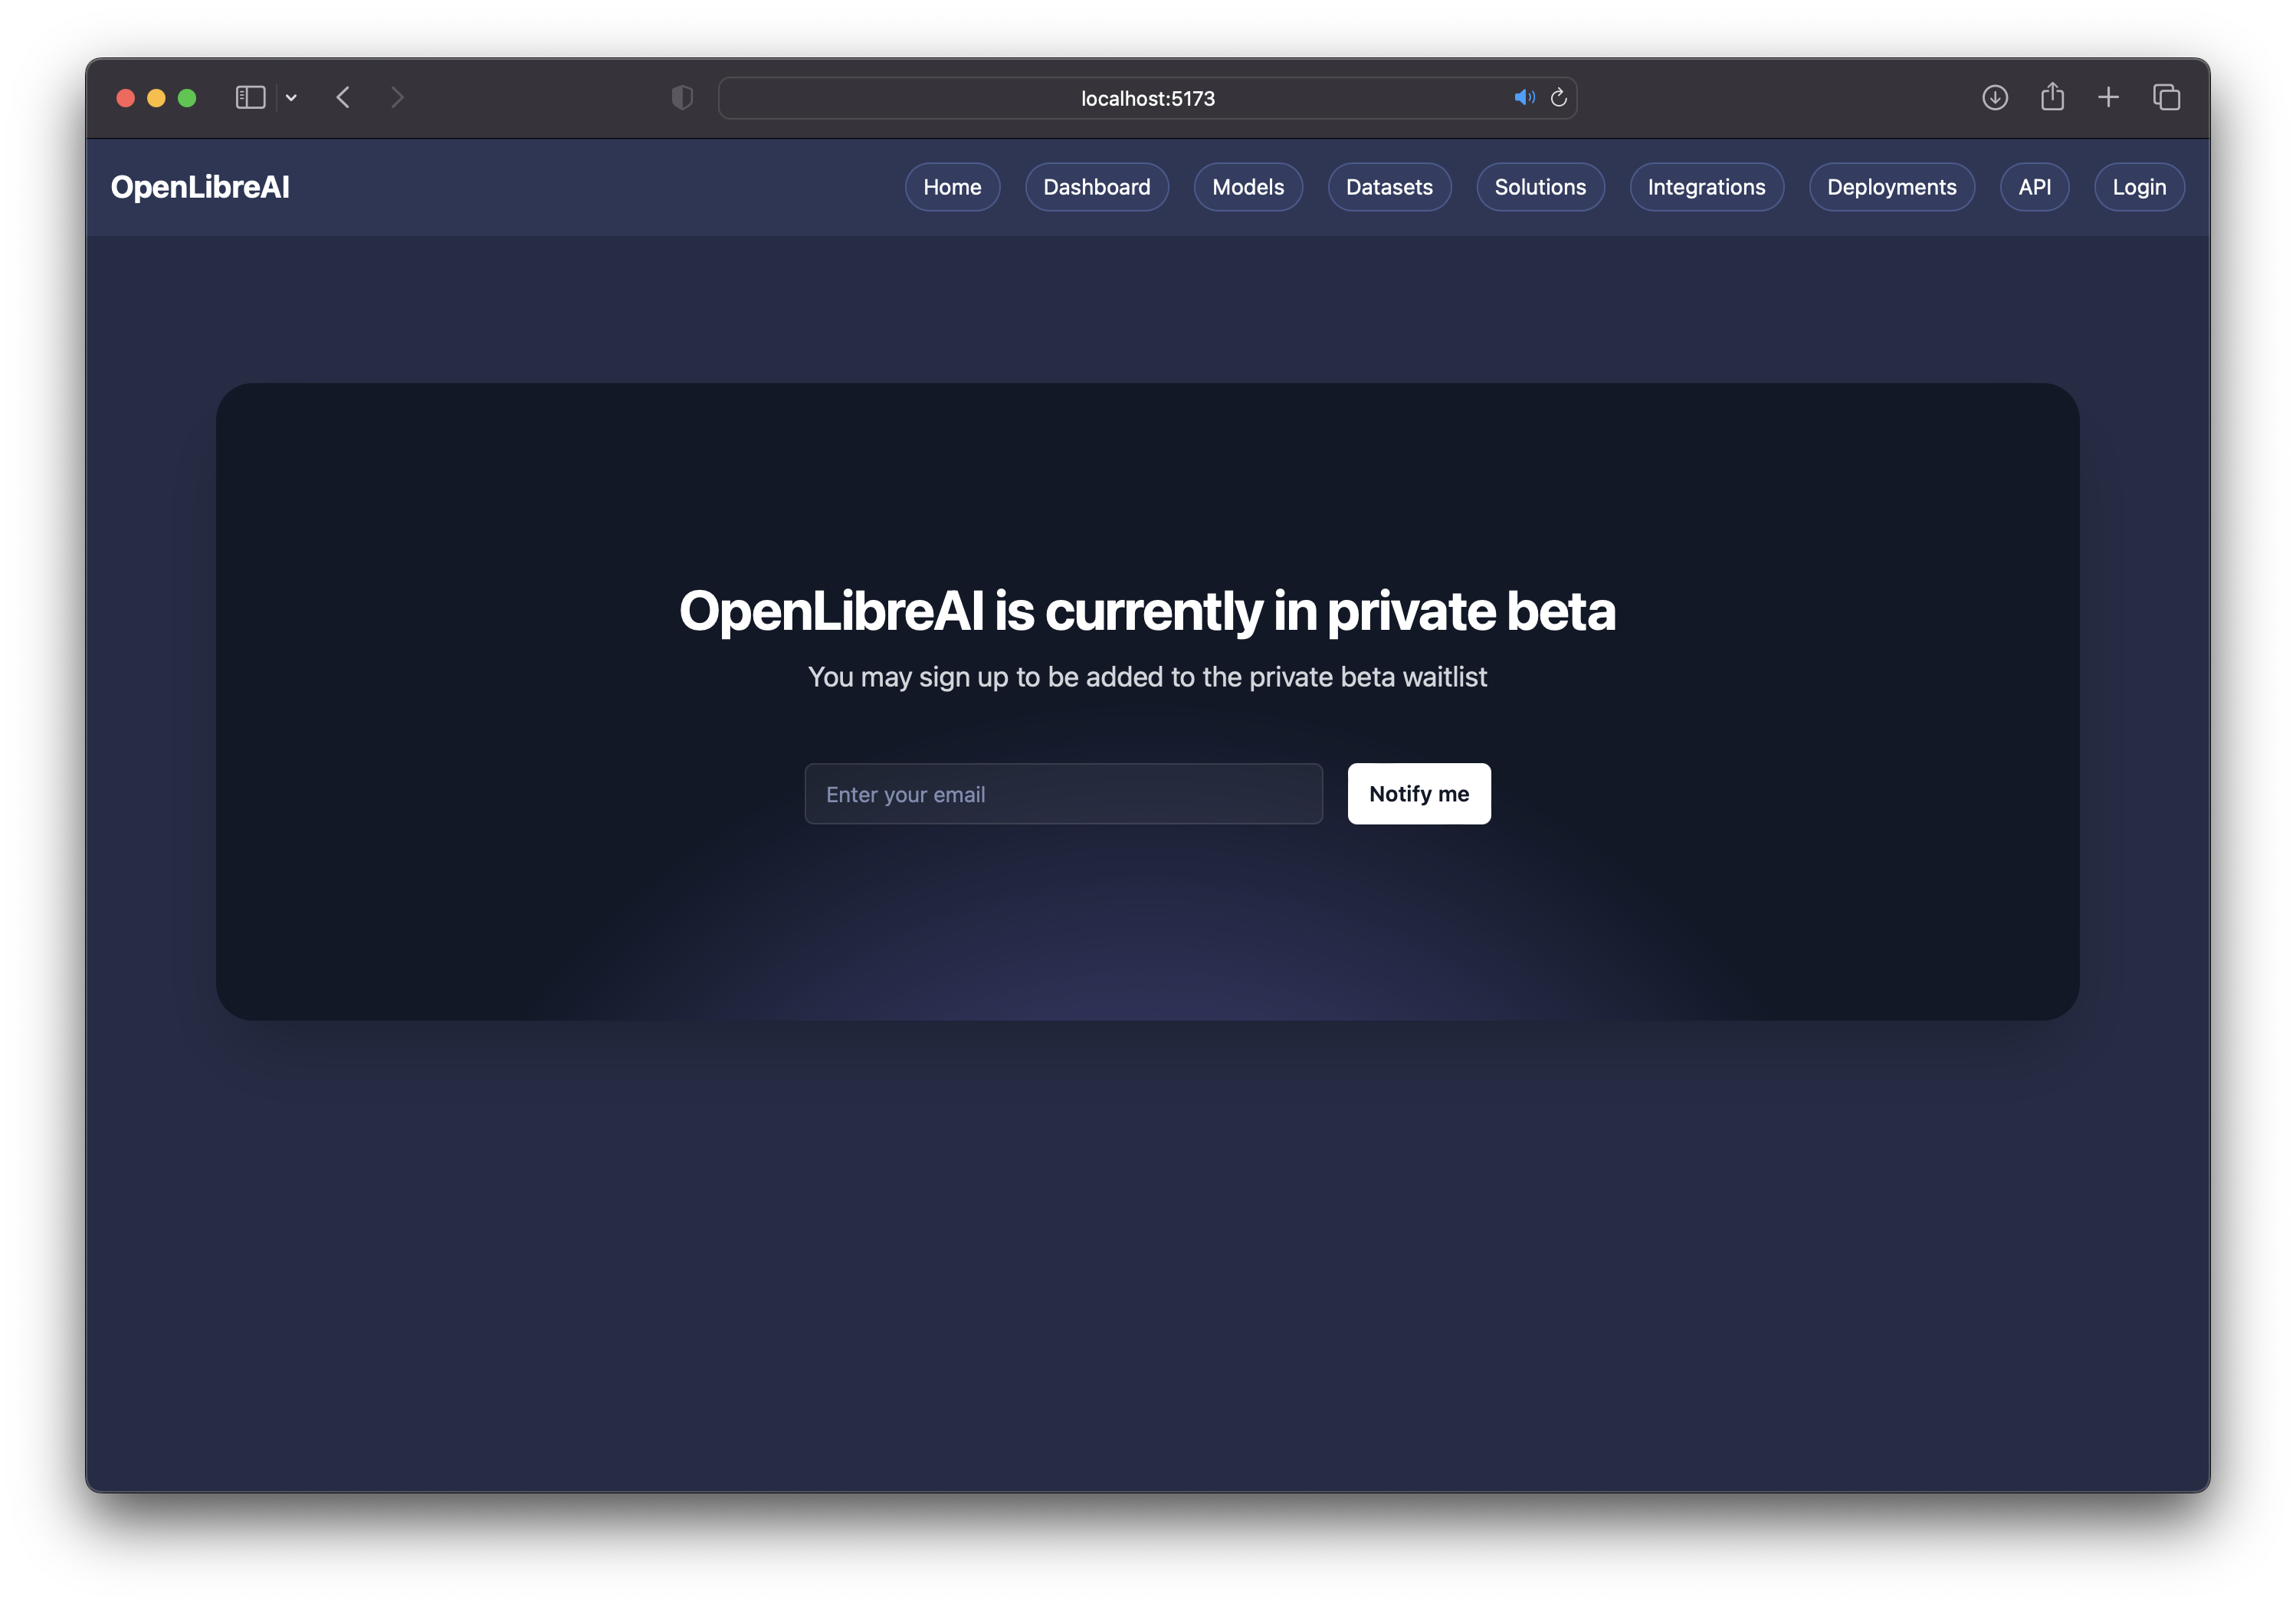 localhost:5173
OpenLibreAI
Home Dashboard Models Datasets Solutions Integrations Deployments API Login
OpenLibreAI is currently in private beta
You may sign up to be added to the private beta waitlist
Enter your email
Notify me